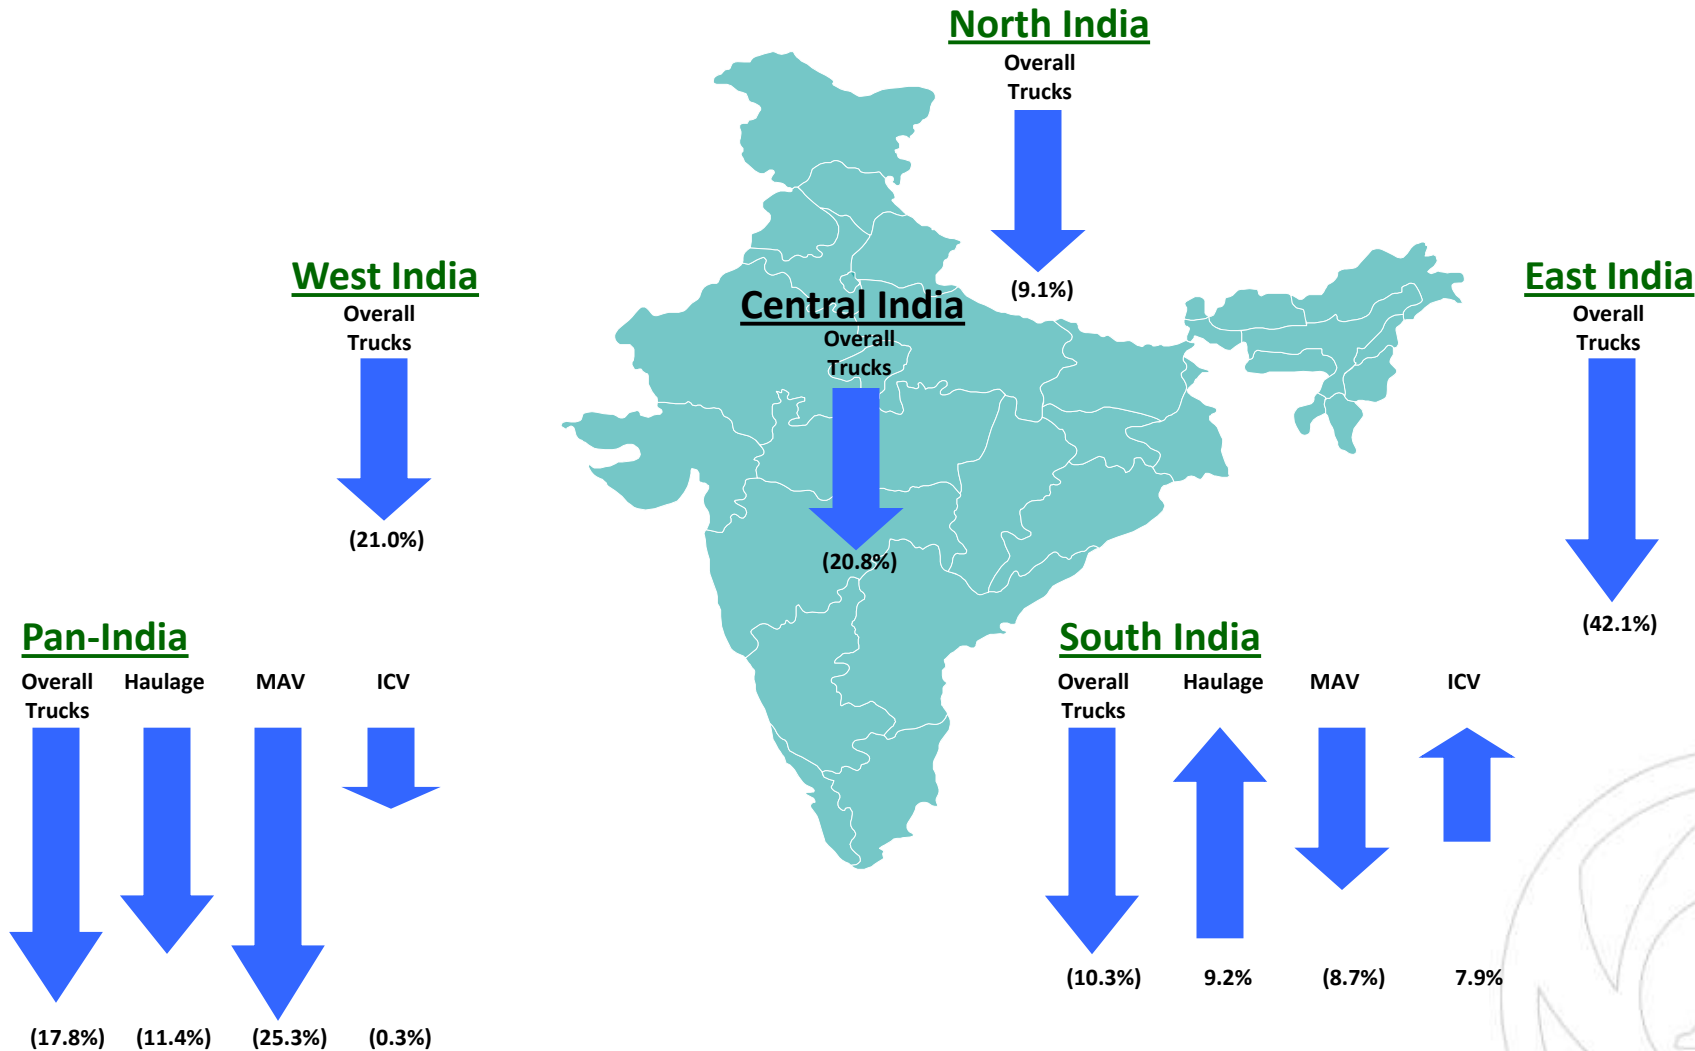 North India
Overall
Trucks
(9.1%)
West India
Overall
Trucks
(21.0%)
Central India
Overall
Trucks
(20.8%)
East India
Overall
Trucks
(42.1%)
Pan-India
Overall Trucks
Haulage
MAV
ICV
(17.8%)
(11.4%)
(25.3%)
(0.3%)
South India
Overall Trucks
Haulage
MAV
ICV
(10.3%)
9.2%
(8.7%)
7.9%